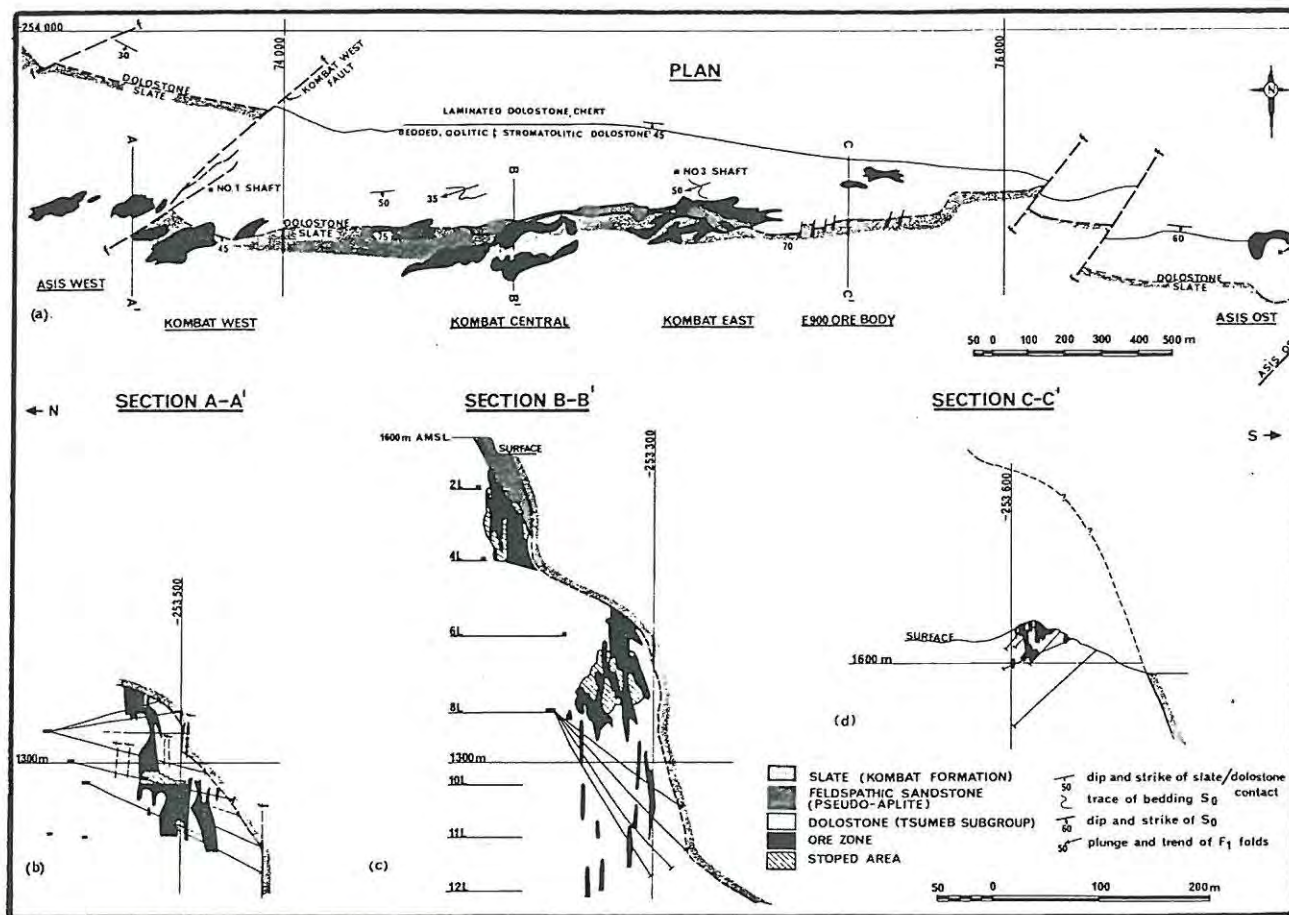 -254 000
74 000
76 000
PLAN
N
f
f
30
KOMBAT WEST
FAULT
f
DOLOSTONE
SLATE
LAMINATED DOLOSTONE, CHERT
BEDDED, OOLITIC & STROMATOLITIC DOLOSTONE
45
A
B
C
f
f
NO.1 SHAFT
NO 3 SHAFT
50
35
50
DOLOSTONE
SLATE
45
75
70
60
f
f
f
DOLOSTONE
SLATE
ASIS WEST
A'
B'
C'
(a).
KOMBAT WEST
KOMBAT CENTRAL
KOMBAT EAST
E900 ORE BODY
ASIS OST
50 0 100 200 300 400 500 m
← N
SECTION A-A'
SECTION B-B'
SECTION C-C'
S →
1600 m AMSL
SURFACE
-253 300
-253 600
2L
4L
6L
8L
10L
11L
12L
1300m
-253 500
1300m
f
(b)
(c)
SURFACE
1600 m
?
?
(d)
SLATE (KOMBAT FORMATION)
FELDSPATHIC SANDSTONE
(PSEUDO-APLITE)
DOLOSTONE (TSUMEB SUBGROUP)
ORE ZONE
STOPED AREA
50 dip and strike of slate/dolostone
contact
trace of bedding S0
60 dip and strike of S0
50 plunge and trend of F1 folds
50 0 100 200m